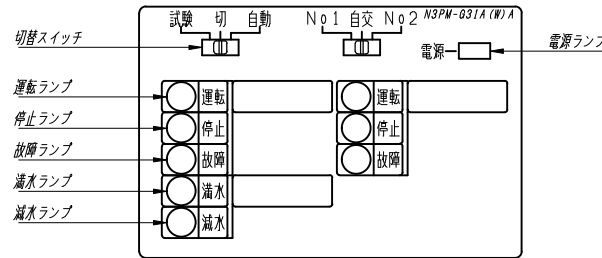 試験 切 自動 No1 自交 No2 N3PM-G31A(W)A
切替スイッチ
電源 電源ランプ
運転ランプ 運転 運転
停止ランプ 停止 停止
故障ランプ 故障 故障
満水ランプ 満水
減水ランプ 減水